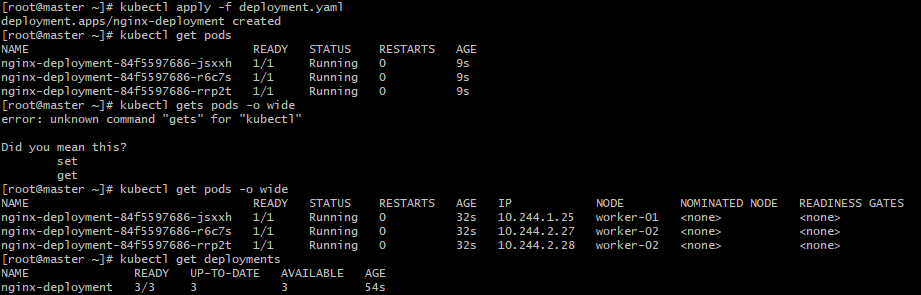 [root@master ~]# kubectl apply -f deployment.yaml
deployment.apps/nginx-deployment created
[root@master ~]# kubectl get pods
NAME READY STATUS RESTARTS AGE
nginx-deployment-84f5597686-jsxxh 1/1 Running 0 9s
nginx-deployment-84f5597686-r6c7s 1/1 Running 0 9s
nginx-deployment-84f5597686-rrp2t 1/1 Running 0 9s
[root@master ~]# kubectl gets pods -o wide
error: unknown command "gets" for "kubectl"
Did you mean this?
set
get
[root@master ~]# kubectl get pods -o wide
NAME READY STATUS RESTARTS AGE IP NODE NOMINATED NODE READINESS GATES
nginx-deployment-84f5597686-jsxxh 1/1 Running 0 32s 10.244.1.25 worker-01 <none> <none>
nginx-deployment-84f5597686-r6c7s 1/1 Running 0 32s 10.244.2.27 worker-02 <none> <none>
nginx-deployment-84f5597686-rrp2t 1/1 Running 0 32s 10.244.2.28 worker-02 <none> <none>
[root@master ~]# kubectl get deployments
NAME READY UP-TO-DATE AVAILABLE AGE
nginx-deployment 3/3 3 3 54s